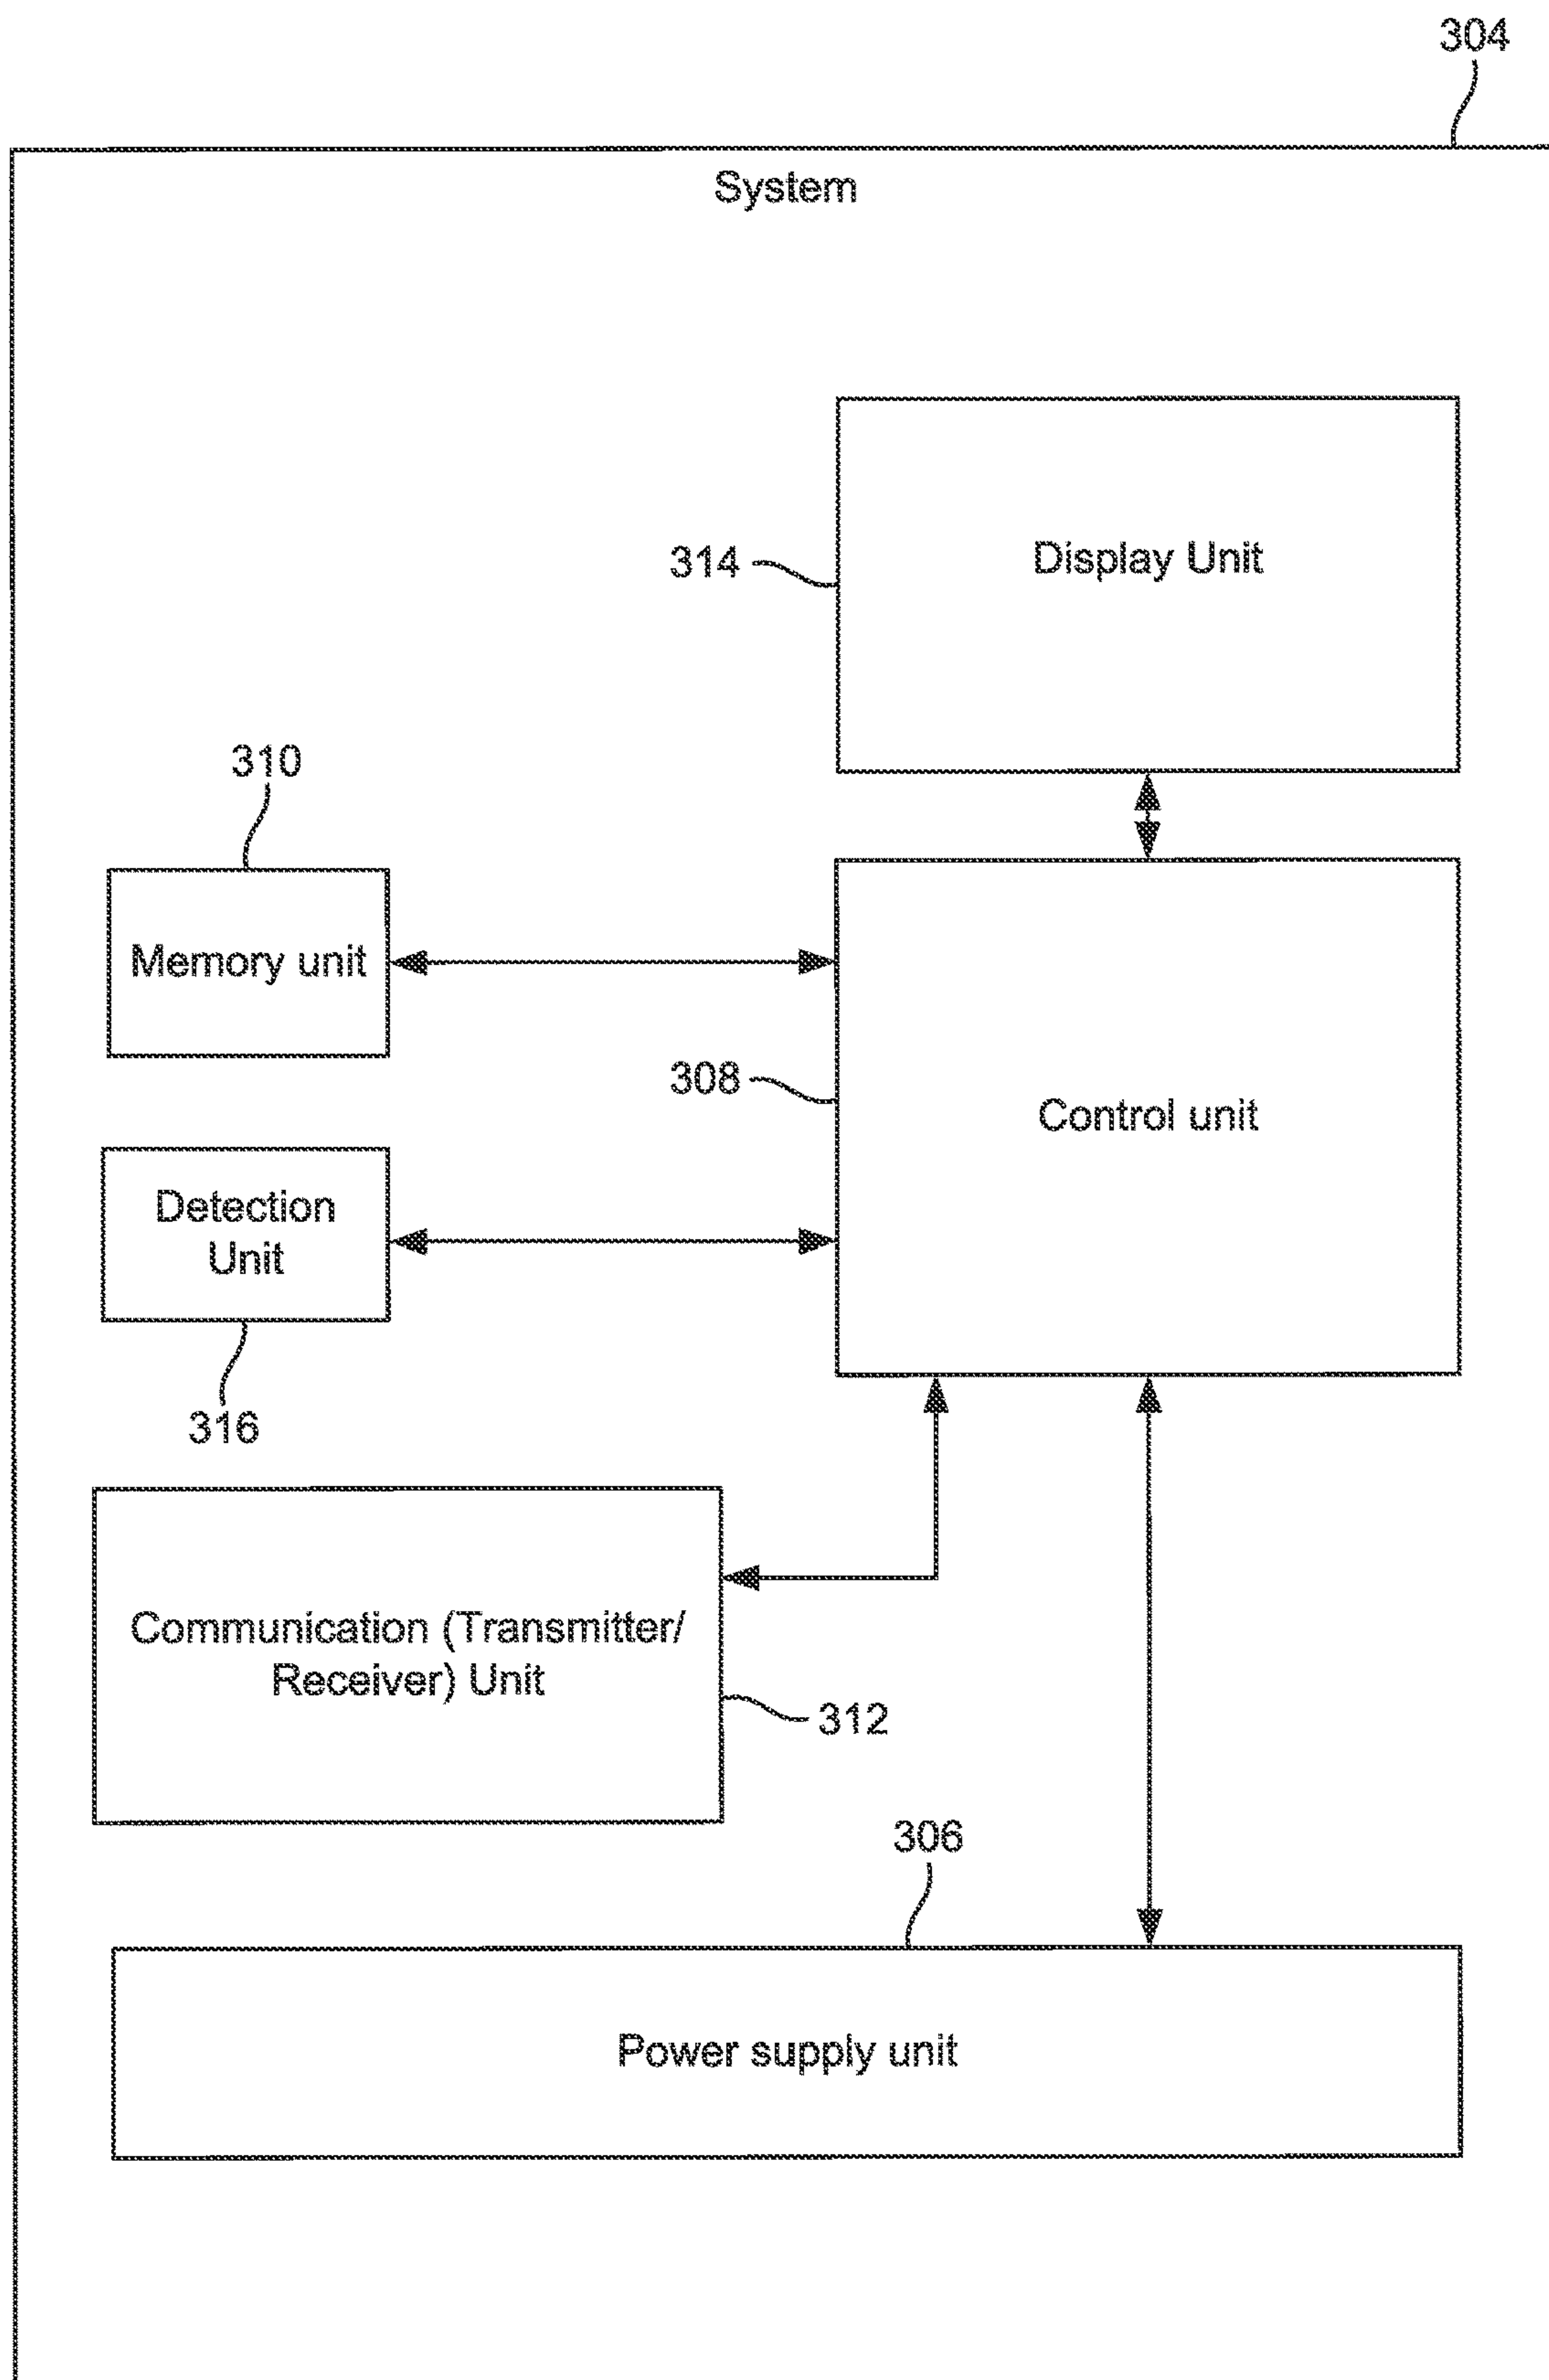 304
System
314
Display Unit
310
Memory unit
308
Control unit
Detection
Unit
316
Communication (Transmitter/
Receiver) Unit
312
306
Power supply unit